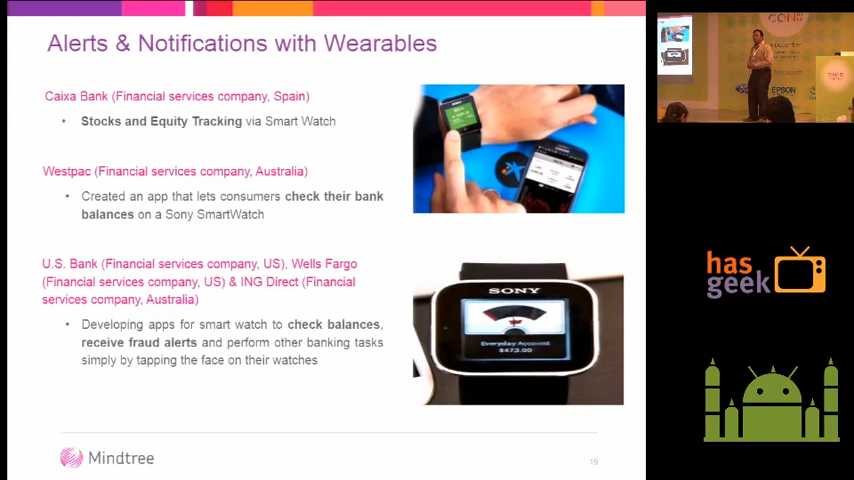 Alerts & Notifications with Wearables
Caixa Bank (Financial services company, Spain)
• Stocks and Equity Tracking via Smart Watch
Westpac (Financial services company, Australia)
• Created an app that lets consumers check their bank
balances on a Sony SmartWatch
U.S. Bank (Financial services company, US), Wells Fargo
(Financial services company, US) & ING Direct (Financial
services company, Australia)
• Developing apps for smart watch to check balances,
receive fraud alerts and perform other banking tasks
simply by tapping the face on their watches
SONY
Everyday Account
$473.00
Mindtree
19
CON
EPSON
has
geek